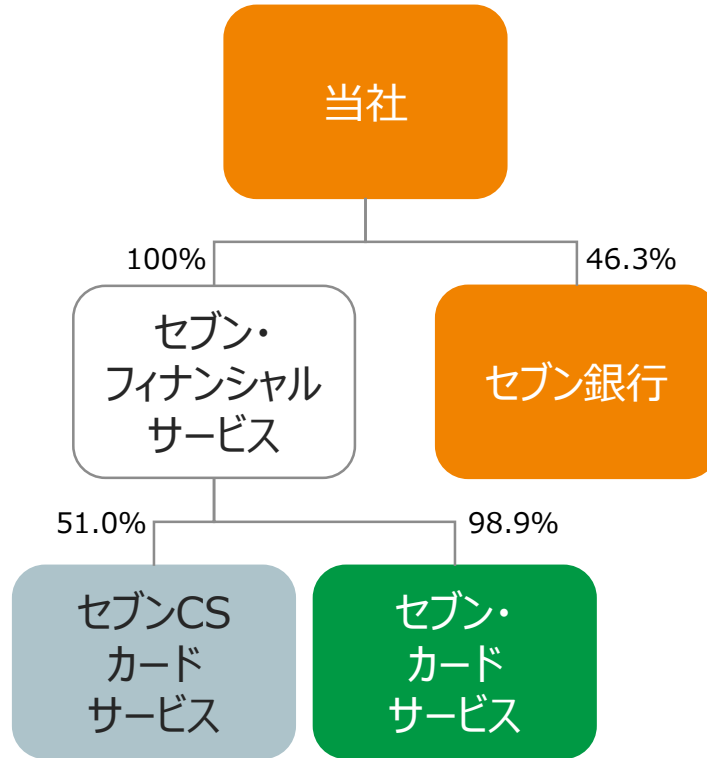 当社
100%
46.3%
セブン・
フィナンシャル
サービス
セブン銀行
51.0%
98.9%
セブンCS
カード
サービス
セブン・
カード
サービス